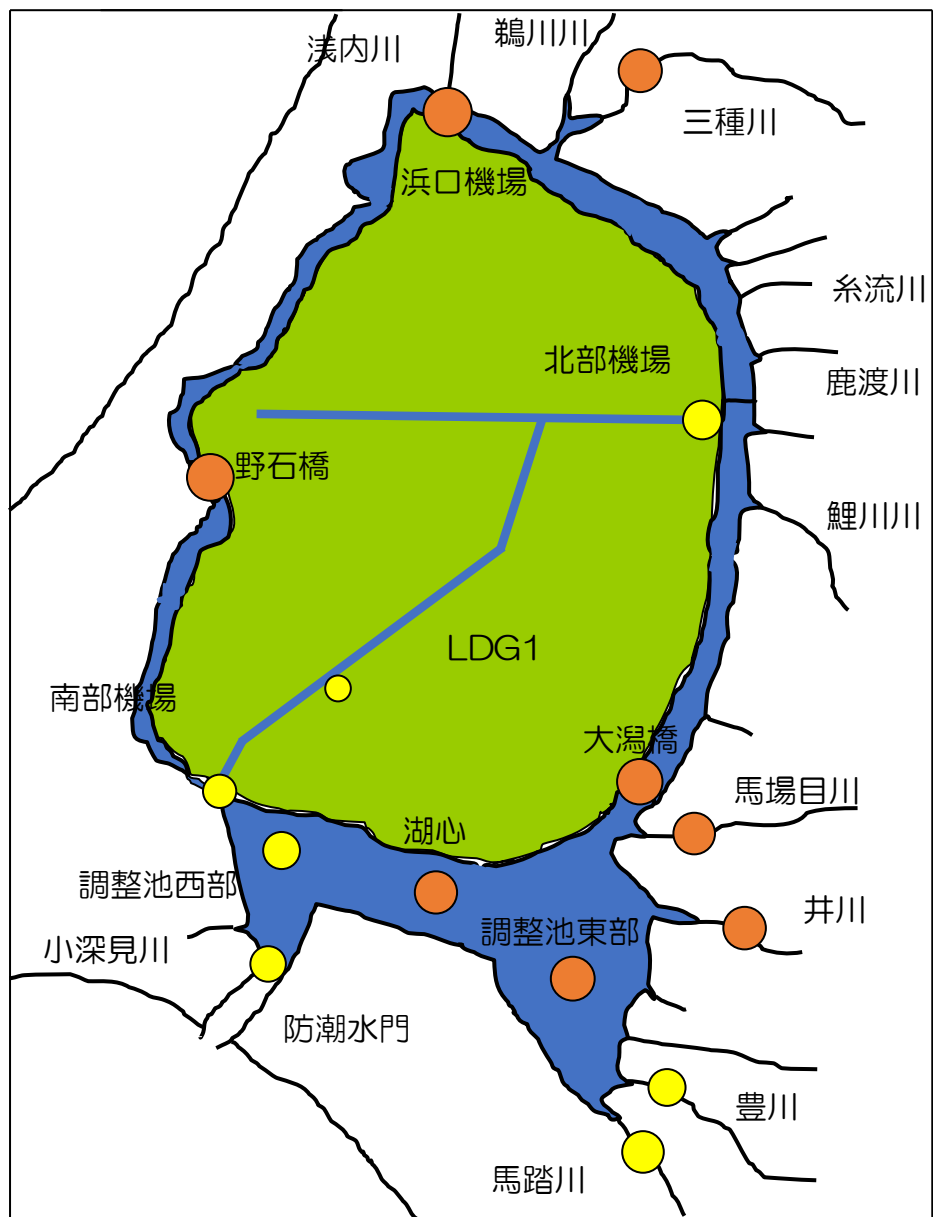 鵜川川
浅内川
三種川
浜口機場
糸流川
北部機場
鹿渡川
野石橋
鯉川川
LDG1
南部機場
大潟橋
馬場目川
湖心
調整池西部
井川
調整池東部
小深見川
防潮水門
豊川
馬踏川